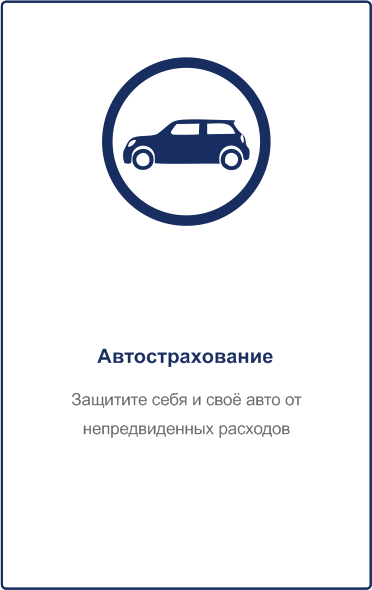 Автострахование
Защитите себя и своё авто от
непредвиденных расходов